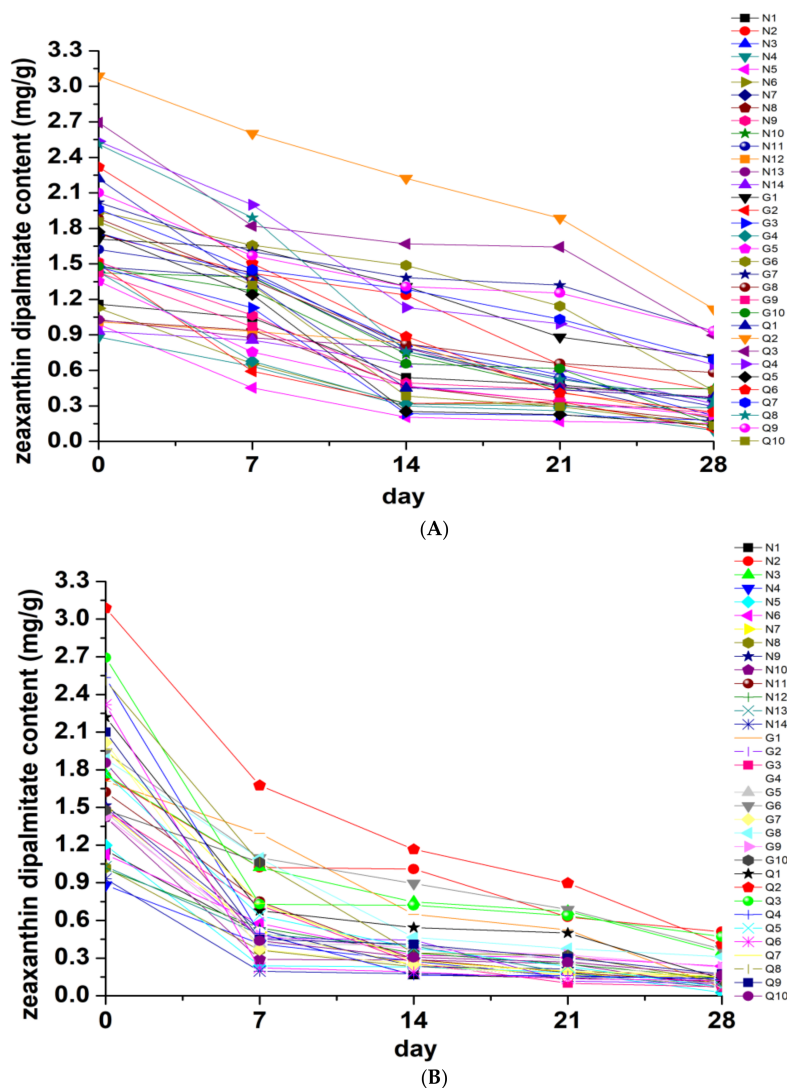 zeaxanthin dipalmitate content (mg/g)
3.3
3.0
2.7
2.4
2.1
1.8
1.5
1.2
0.9
0.6
0.3
0.0
0 7 14 21 28
day
N1
N2
N3
N4
N5
N6
N7
N8
N9
N10
N11
N12
N13
N14
G1
G2
G3
G4
G5
G6
G7
G8
G9
G10
Q1
Q2
Q3
Q4
Q5
Q6
Q7
Q8
Q9
Q10
(A)
zeaxanthin dipalmitate content (mg/g)
3.3
3.0
2.7
2.4
2.1
1.8
1.5
1.2
0.9
0.6
0.3
0.0
0 7 14 21 28
day
N1
N2
N3
N4
N5
N6
N7
N8
N9
N10
N11
N12
N13
N14
G1
G2
G3
G4
G5
G6
G7
G8
G9
G10
Q1
Q2
Q3
Q4
Q5
Q6
Q7
Q8
Q9
Q10
(B)